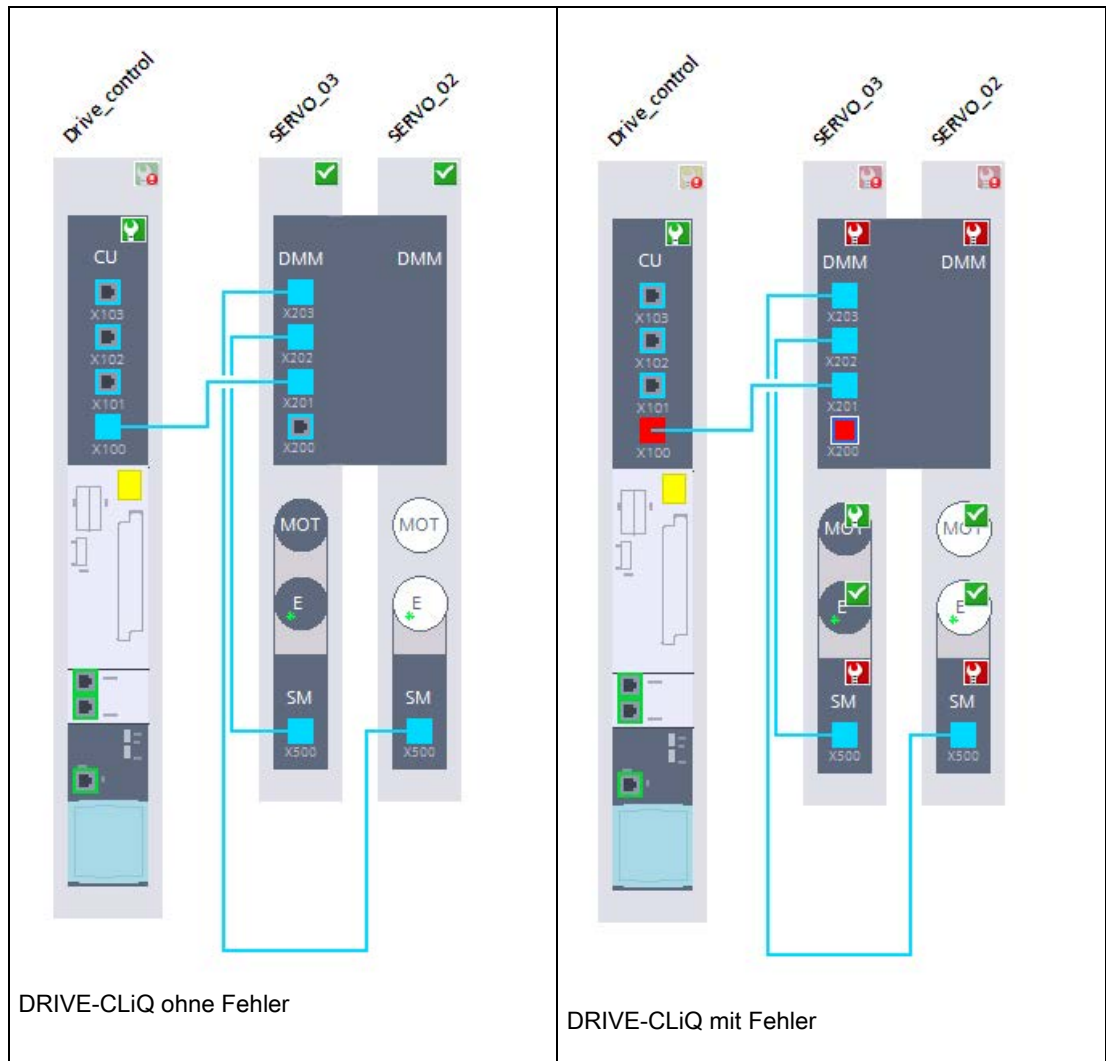 Drive_control
SERVO_03
SERVO_02
CU
X103
X102
X101
X100
DMM
X203
X202
X201
X200
DMM
MOT
E
SM
X500
MOT
E
SM
X500
DRIVE-CLiQ ohne Fehler
Drive_control
SERVO_03
SERVO_02
CU
X103
X102
X101
X100
DMM
X203
X202
X201
X200
DMM
MOT
E
SM
X500
MOT
E
SM
X500
DRIVE-CLiQ mit Fehler